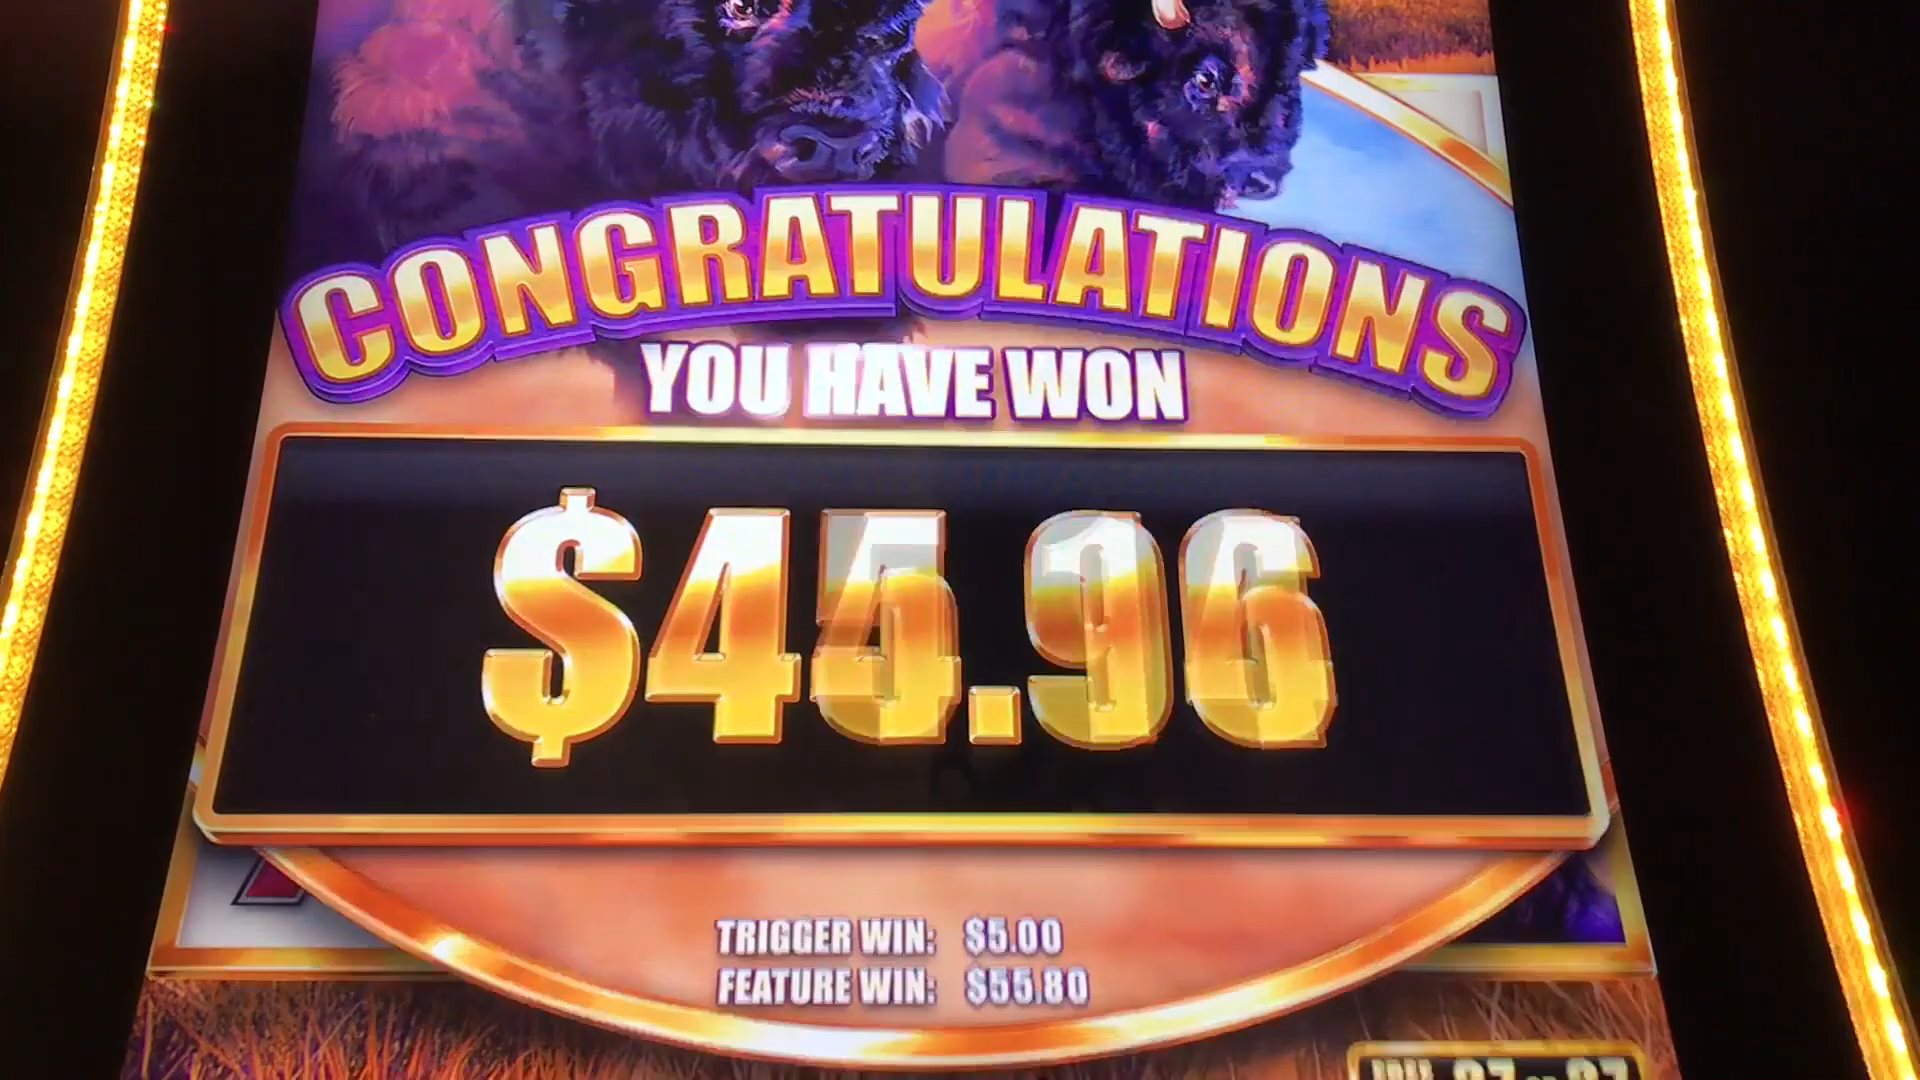 CONGRATULATIONS
YOU HAVE WON
$45.96
TRIGGER WIN: $5.00
FEATURE WIN: $55.80